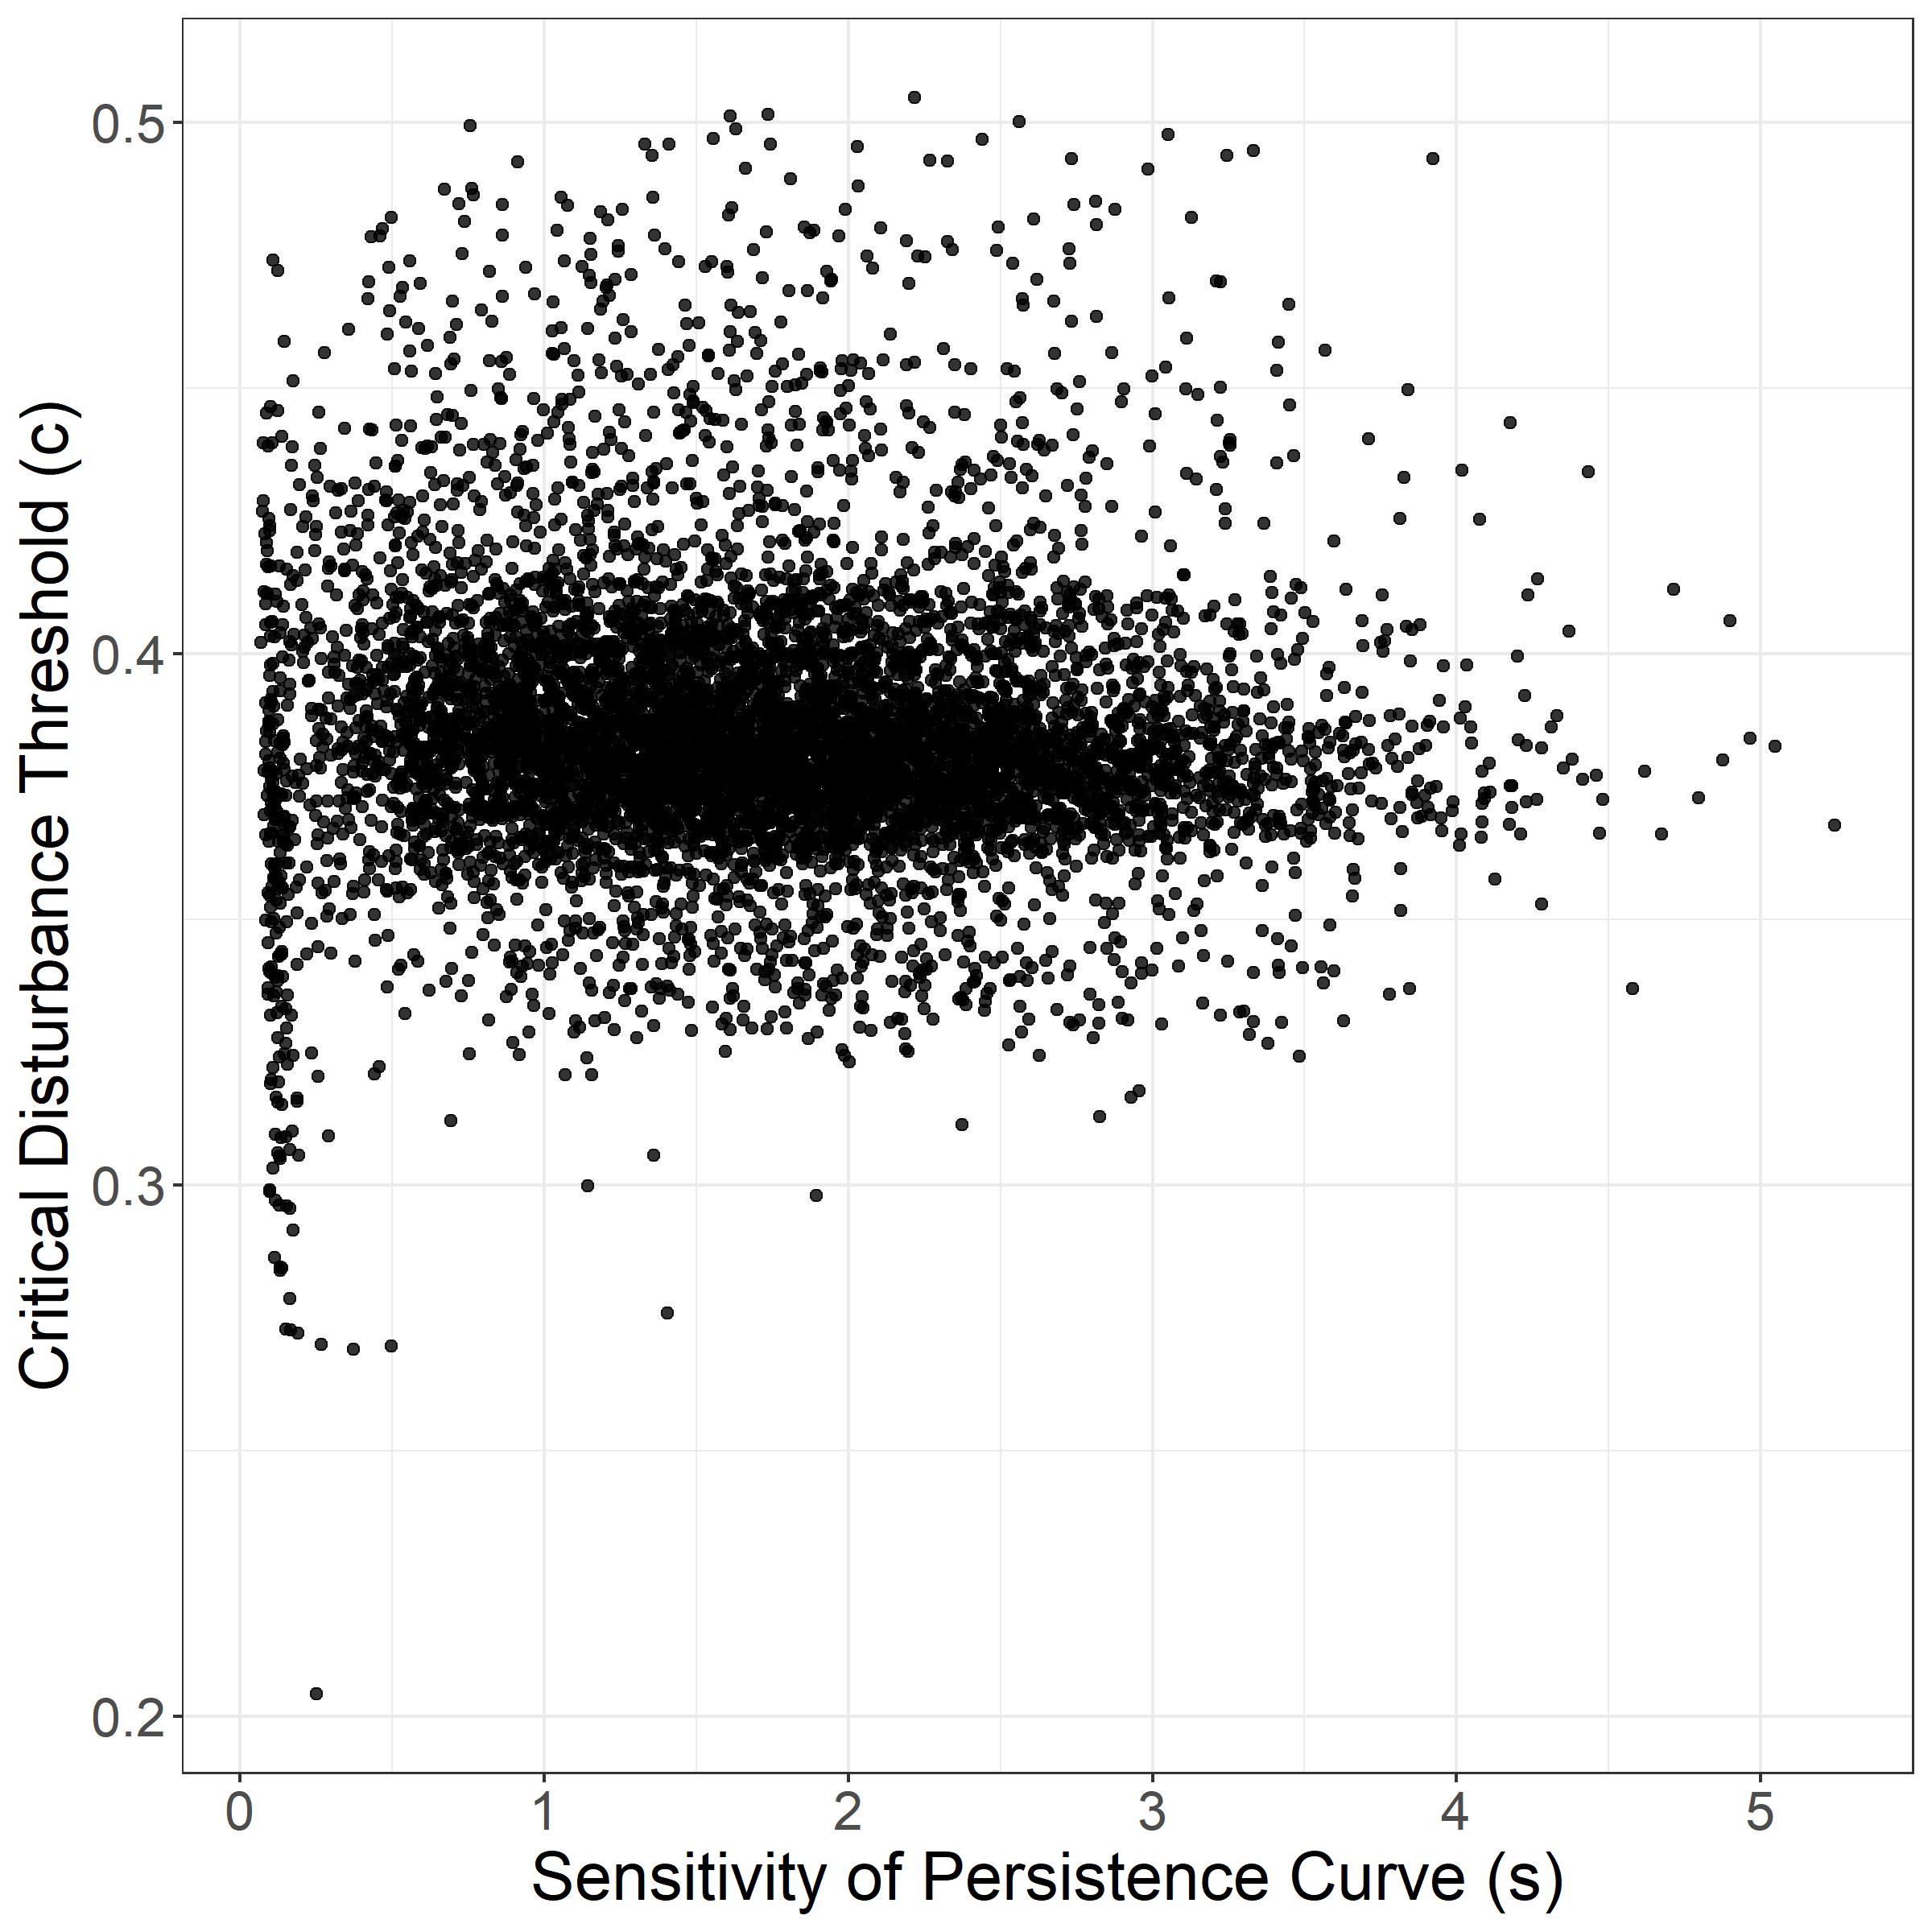 Critical Disturbance Threshold (c)
0.5
0.4
0.3
0.2
0 1 2 3 4 5
Sensitivity of Persistence Curve (s)